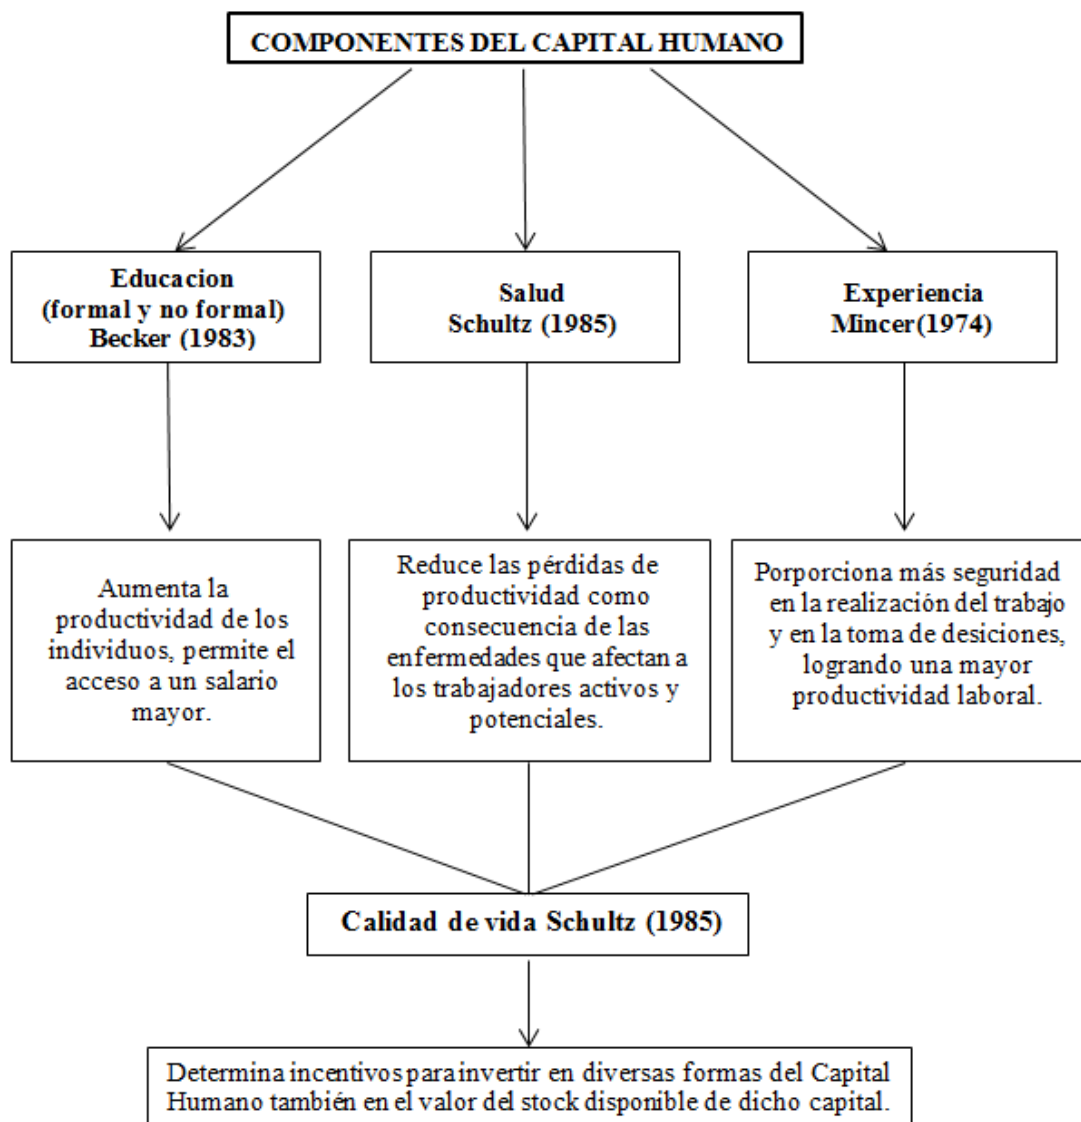 COMPONENTES DEL CAPITAL HUMANO
Educacion
(formal y no formal)
Becker (1983)
Salud
Schultz (1985)
Experiencia
Mincer(1974)
Aumenta la
productividad de los
individuos, permite el
acceso a un salario
mayor.
Reduce las pérdidas de
productividad como
consecuencia de las
enfermedades que afectan a
los trabajadores activos y
potenciales.
Porporciona más seguridad
en la realización del trabajo
y en la toma de desiciones,
logrando una mayor
productividad laboral.
Calidad de vida Schultz (1985)
Determina incentivos para invertir en diversas formas del Capital
Humano también en el valor del stock disponible de dicho capital.